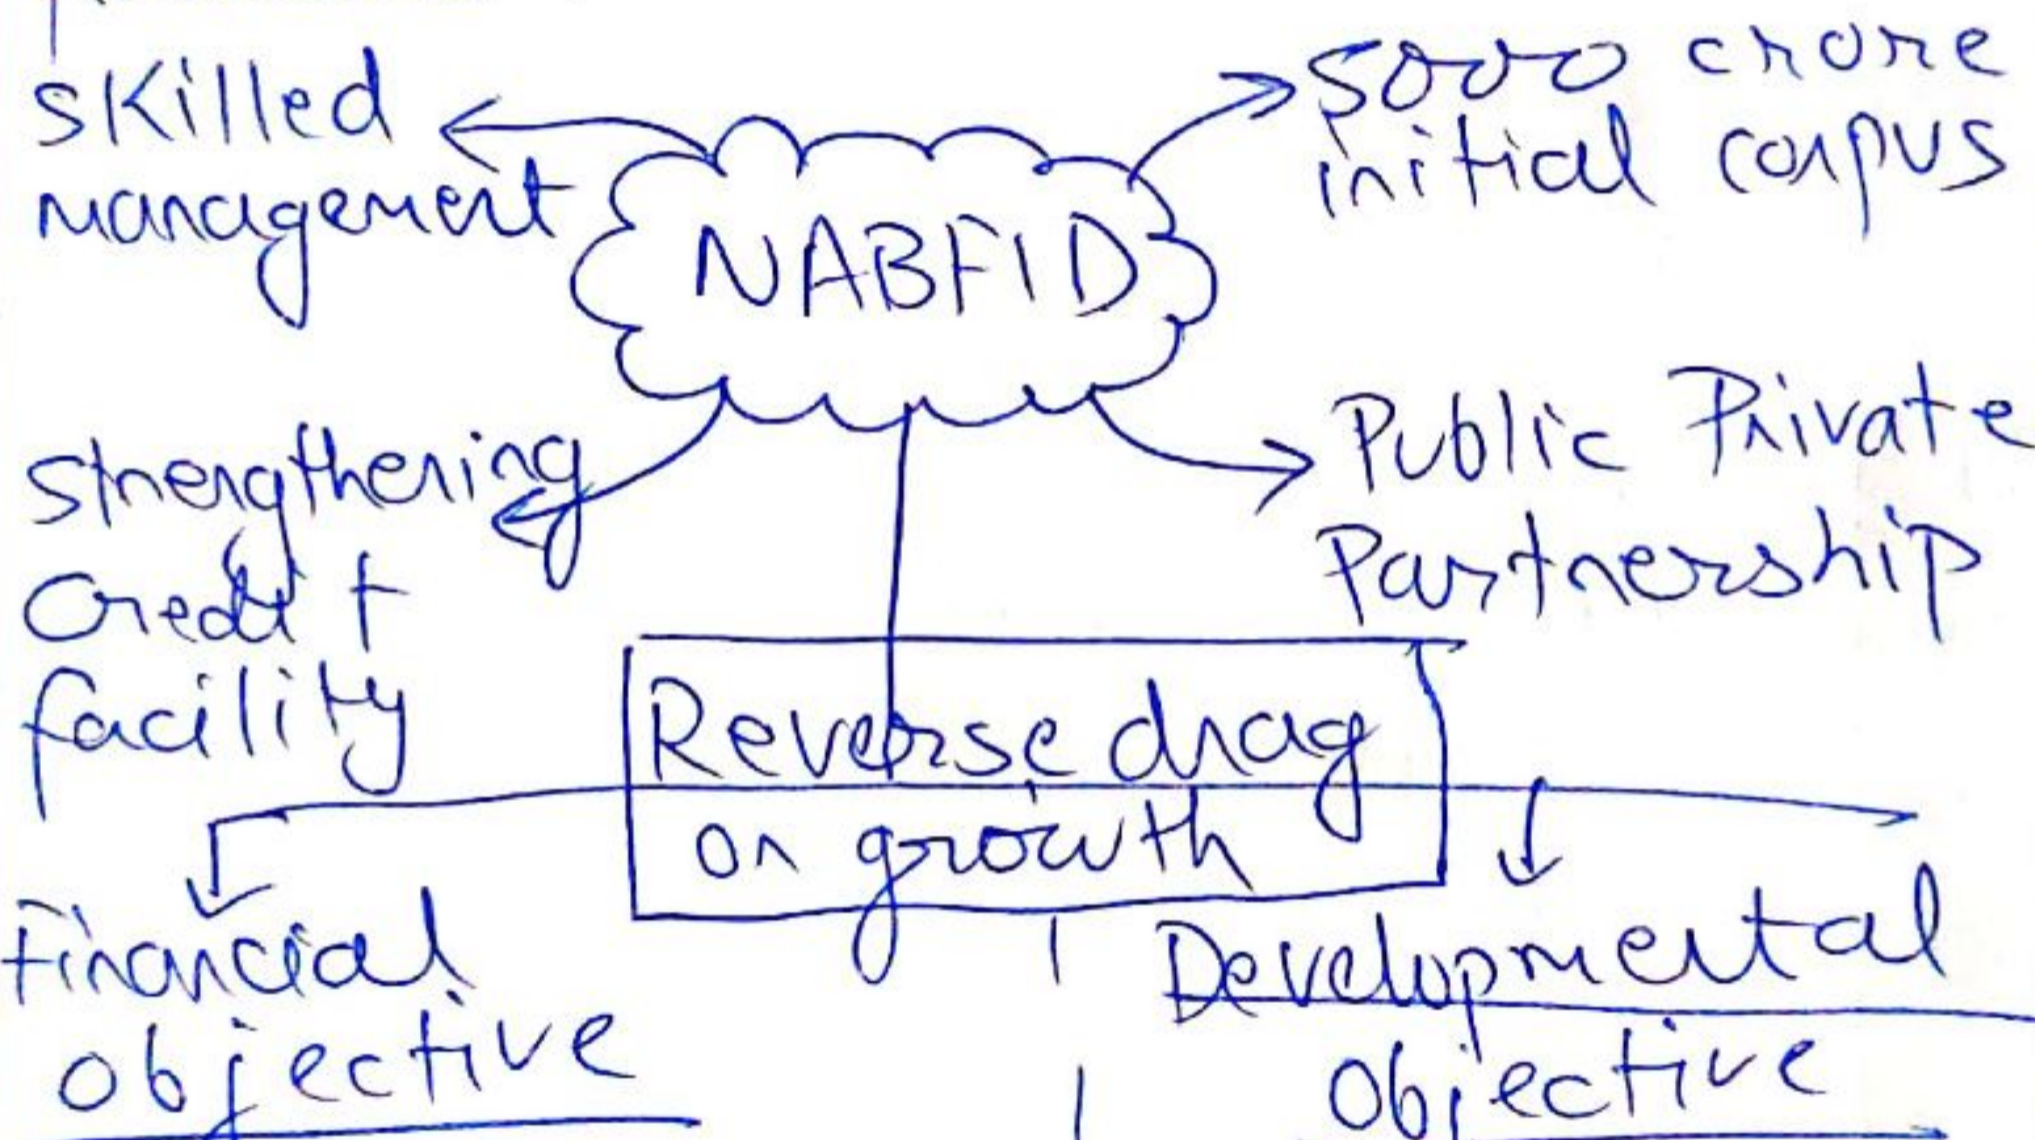 skilled
management
5000 crore
initial corpus
NABFID
strengthening
credit
facility
Public Private
Partnership
Reverse drag
on growth
Financial
objective
Developmental
objective